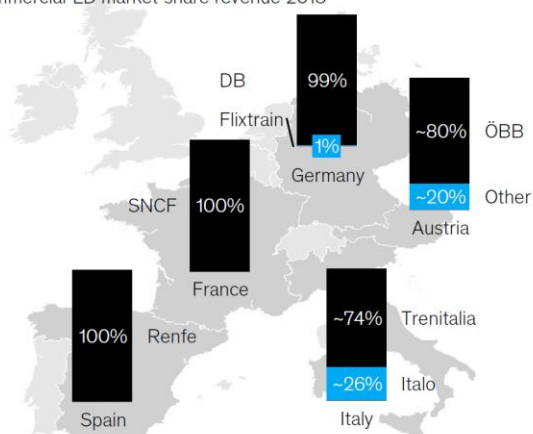 DB
99%
Flixtrain
1%
Germany
~80%
ÖBB
~20%
Other
Austria
SNCF
100%
France
100%
Renfe
Spain
~74%
Trenitalia
~26%
Italo
Italy